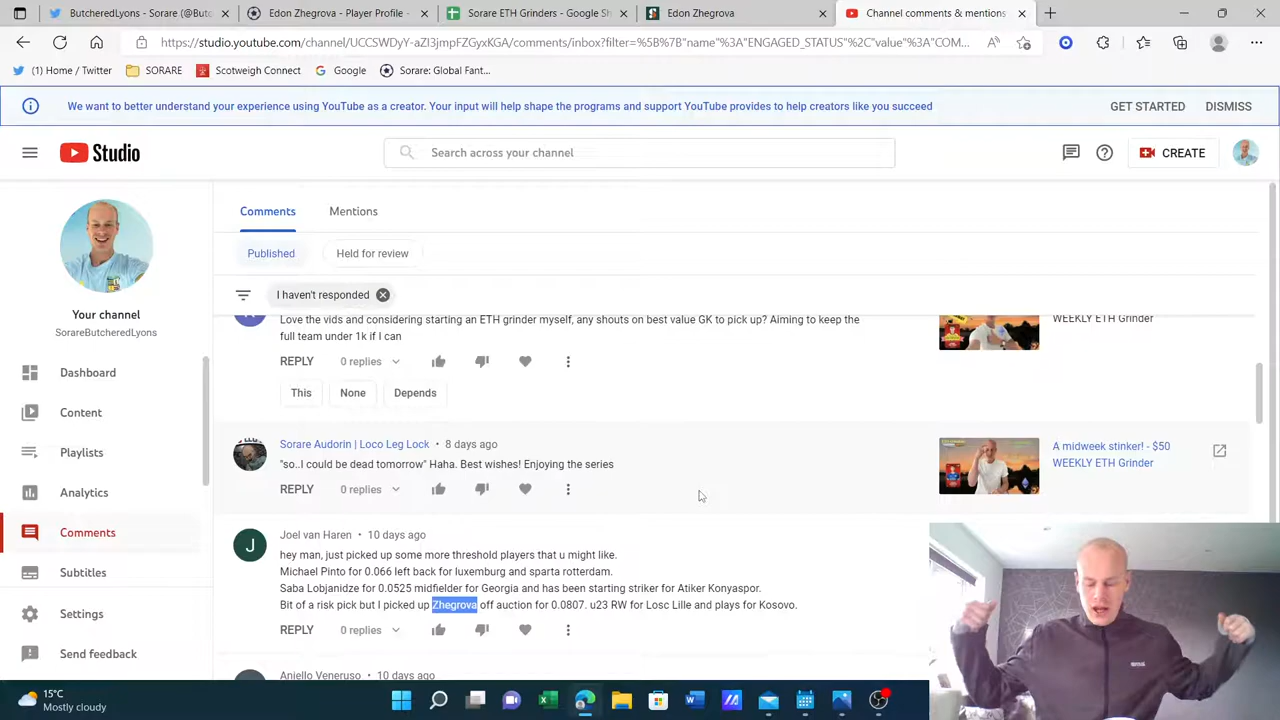 ButcheredLyons - Sorare (@But
Edon Zhegrova - Player Profile -
Sorare ETH Grinders - Google Sh
Edon Zhegrova
Channel comments & mentions
https://studio.youtube.com/channel/UCGSWDyY-aZI3jmpFZGyxKGA/comments/inbox?filter=%5B%7B"name"%3A"ENGAGED_STATUS"%2C"value"%3A"COM...
(1) Home / Twitter
SORARE
Scotweigh Connect
Google
Sorare: Global Fant...
We want to better understand your experience using YouTube as a creator. Your input will help shape the programs and support YouTube provides to help creators like you succeed
GET STARTED
DISMISS
Studio
Search across your channel
CREATE
Your channel
SorareButcheredLyons
Dashboard
Content
Playlists
Analytics
Comments
Subtitles
Settings
Send feedback
Comments
Mentions
Published
Held for review
I haven't responded
Love the vids and considering starting an ETH grinder myself, any shouts on best value GK to pick up? Aiming to keep the
full team under 1k if I can
WEEKLY ETH Grinder
REPLY
0 replies
This
None
Depends
Sorare Audorin | Loco Leg Lock • 8 days ago
"so..I could be dead tomorrow" Haha. Best wishes! Enjoying the series
A midweek stinker! - $50
WEEKLY ETH Grinder
REPLY
0 replies
J
Joel van Haren • 10 days ago
hey man, just picked up some more threshold players that u might like.
Michael Pinto for 0.066 left back for luxemburg and sparta rotterdam.
Saba Lobjanidze for 0.0525 midfielder for Georgia and has been starting striker for Atiker Konyaspor.
Bit of a risk pick but I picked up Zhegrova off auction for 0.0807. u23 RW for Losc Lille and plays for Kosovo.
REPLY
0 replies
Aniello Veneruso • 10 days ago
15°C
Mostly cloudy